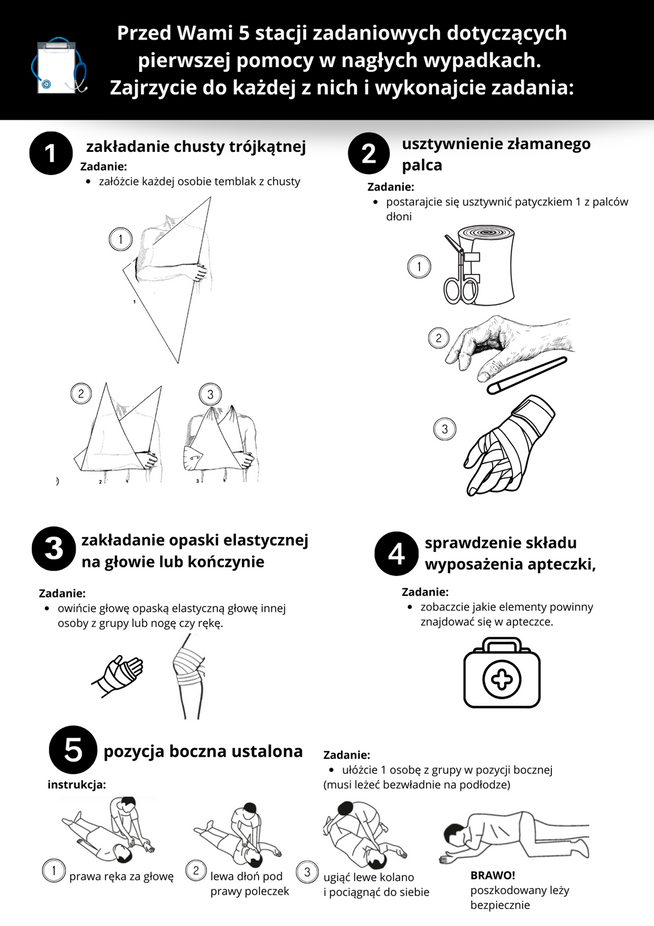 Przed Wami 5 stacji zadaniowych dotyczących
pierwszej pomocy w nagłych wypadkach.
Zajrzycie do każdej z nich i wykonajcie zadania:
1
zakładanie chusty trójkątnej
Zadanie:
• załóżcie każdej osobie temblak z chusty
1
1
2
3
2
3
2
usztywnienie złamanego
palca
Zadanie:
• postarajcie się usztywnić patyczkiem 1 z palców
dłoni
1
2
3
3
zakładanie opaski elastycznej
na głowie lub kończynie
Zadanie:
• owińcie głowę opaską elastyczną głowę innej
osoby z grupy lub nogę czy rękę.
4
sprawdzenie składu
wyposażenia apteczki,
Zadanie:
• zobaczcie jakie elementy powinny
znajdować się w apteczce.
5
pozycja boczna ustalona
instrukcja:
Zadanie:
• ułóżcie 1 osobę z grupy w pozycji bocznej
(musi leżeć bezwładnie na podłodze)
1 prawa ręka za głowę
2 lewa dłoń pod
prawy poleczek
3 ugiąć lewe kolano
i pociągnąć do siebie
BRAWO!
poszkodowany leży
bezpiecznie